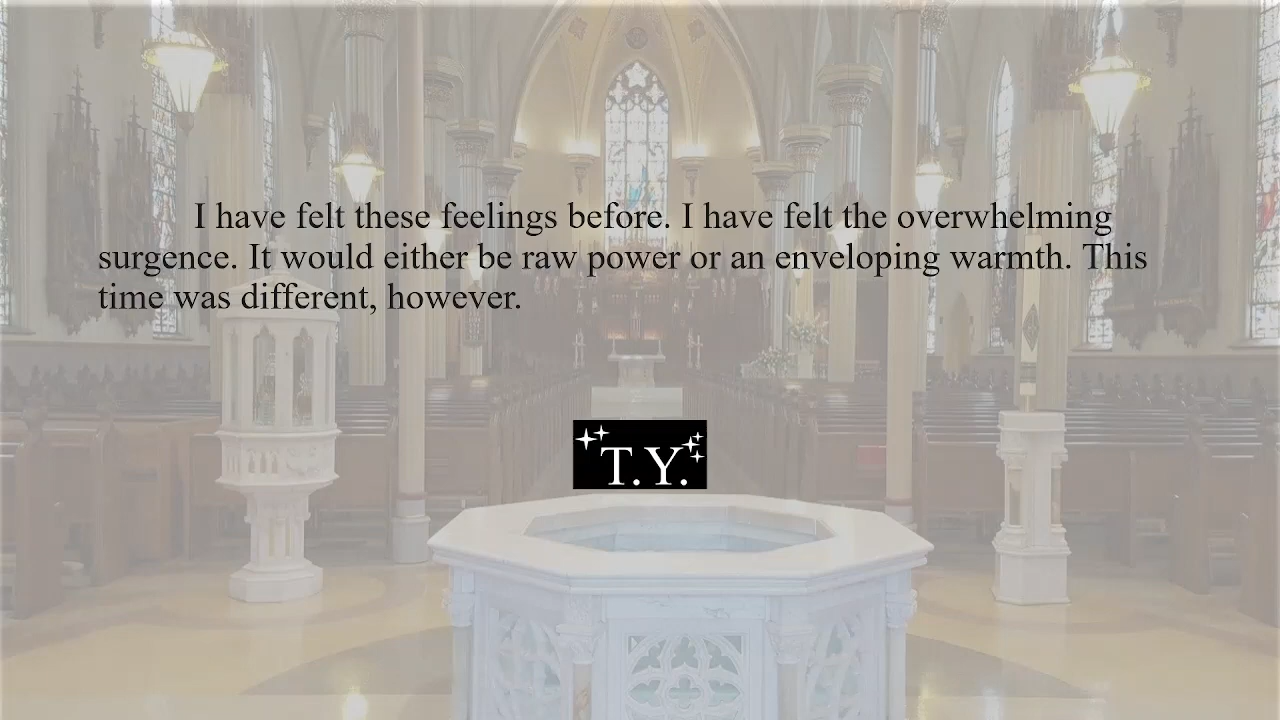 I have felt these feelings before. I have felt the overwhelming
surgence. It would either be raw power or an enveloping warmth. This
time was different, however.
T.Y.